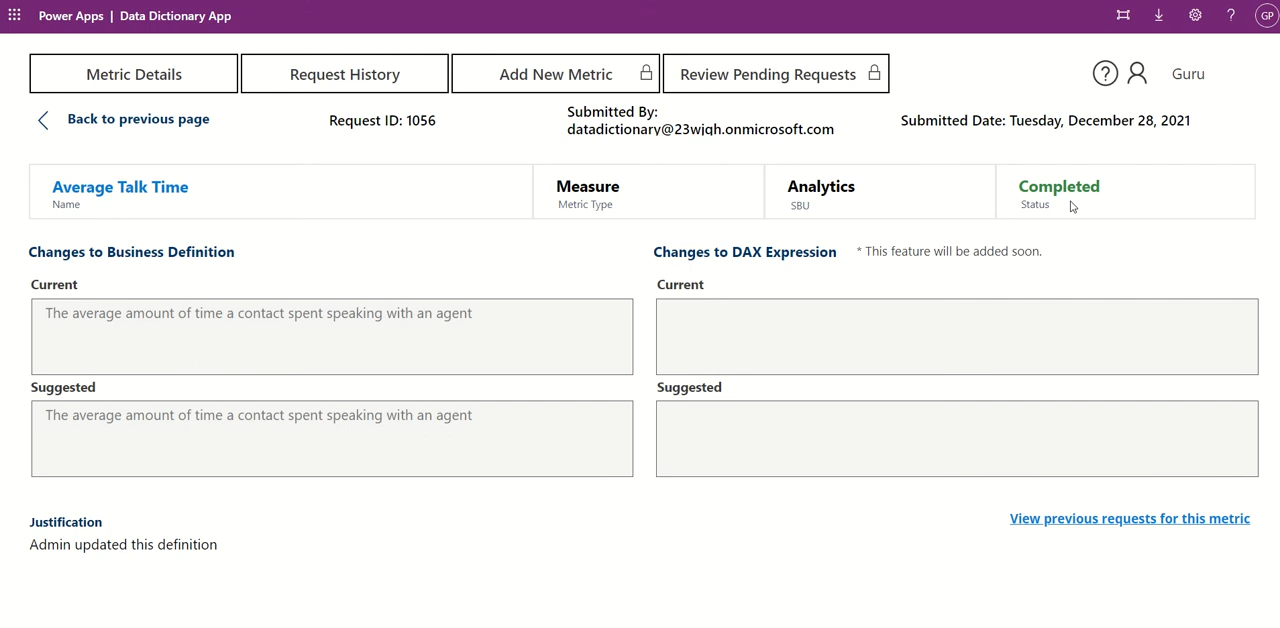 Power Apps | Data Dictionary App
? GP
Metric Details
Request History
Add New Metric
Review Pending Requests
? Guru
Back to previous page
Request ID: 1056
Submitted By:
datadictionary@23wjgh.onmicrosoft.com
Submitted Date: Tuesday, December 28, 2021
Average Talk Time
Name
Measure
Metric Type
Analytics
SBU
Completed
Status
Changes to Business Definition
Changes to DAX Expression * This feature will be added soon.
Current
Current
The average amount of time a contact spent speaking with an agent
Suggested
Suggested
The average amount of time a contact spent speaking with an agent
Justification
View previous requests for this metric
Admin updated this definition